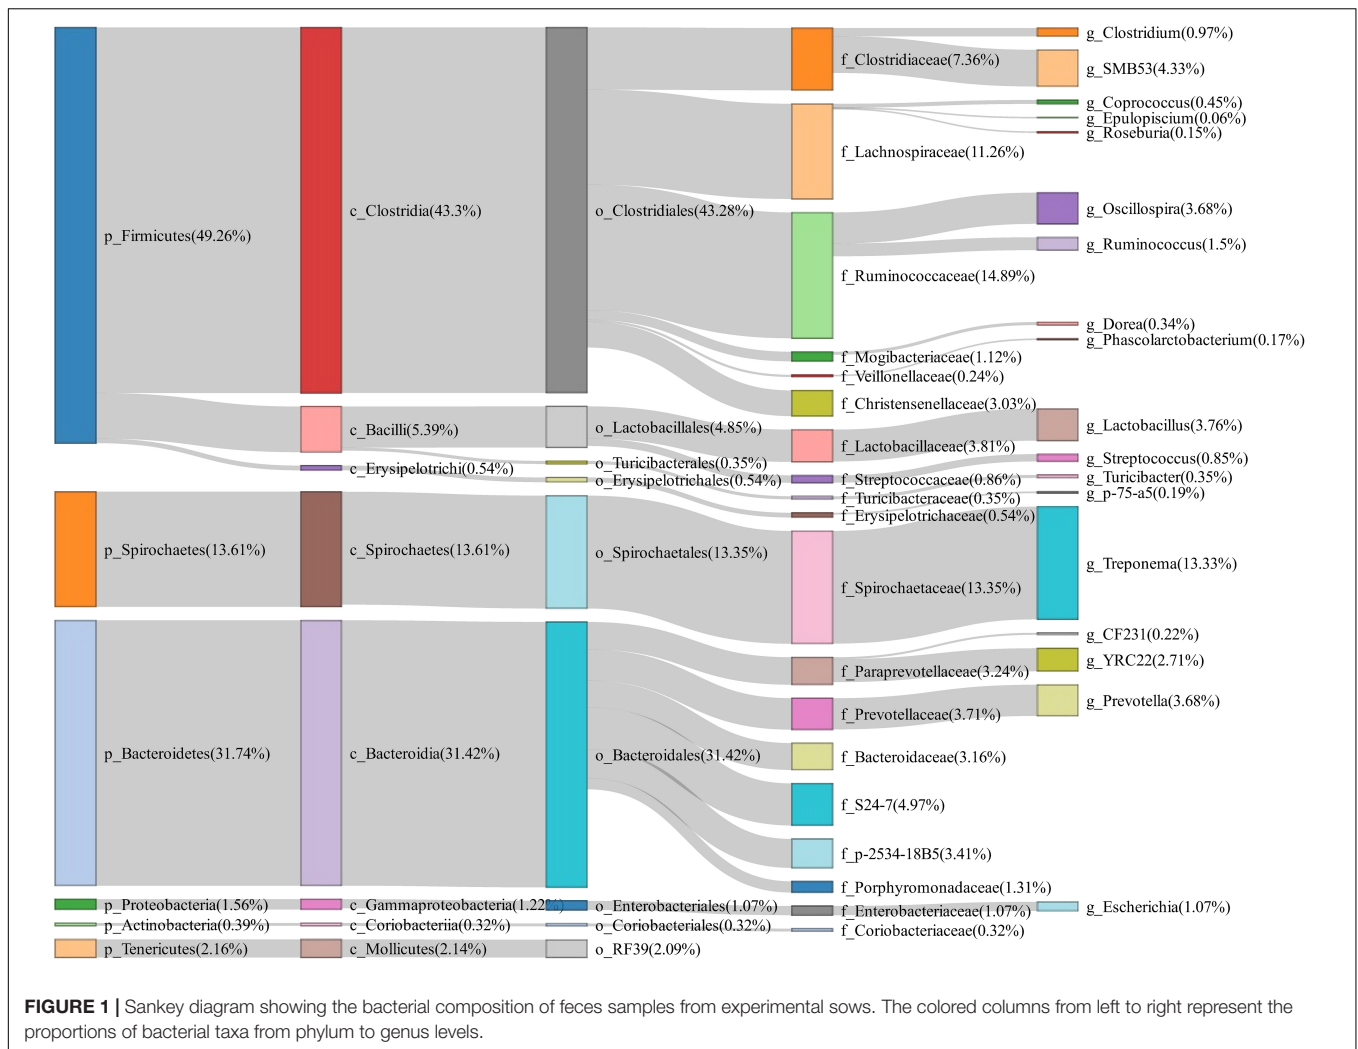 p_Firmicutes(49.26%)
p_Spirochaetes(13.61%)
p_Bacteroidetes(31.74%)
p_Proteobacteria(1.56%)
p_Actinobacteria(0.39%)
p_Tenericutes(2.16%)
c_Clostridia(43.3%)
c_Bacilli(5.39%)
c_Erysipelotrichi(0.54%)
c_Spirochaetes(13.61%)
c_Bacteroidia(31.42%)
c_Gammaproteobacteria(1.22%)
c_Coriobacteriia(0.32%)
c_Mollicutes(2.14%)
o_Clostridiales(43.28%)
o_Lactobacillales(4.85%)
o_Turicibacterales(0.35%)
o_Erysipelotrichales(0.54%)
o_Spirochaetales(13.35%)
o_Bacteroidales(31.42%)
o_Enterobacteriales(1.07%)
o_Coriobacteriales(0.32%)
o_RF39(2.09%)
f_Clostridiaceae(7.36%)
f_Lachnospiraceae(11.26%)
f_Ruminococcaceae(14.89%)
f_Mogibacteriaceae(1.12%)
f_Veillonellaceae(0.24%)
f_Christensenellaceae(3.03%)
f_Lactobacillaceae(3.81%)
f_Streptococcaceae(0.86%)
f_Turicibacteraceae(0.35%)
f_Erysipelotrichaceae(0.54%)
f_Spirochaetaceae(13.35%)
f_Paraprevotellaceae(3.24%)
f_Prevotellaceae(3.71%)
f_Bacteroidaceae(3.16%)
f_S24-7(4.97%)
f_p-2534-18B5(3.41%)
f_Porphyromonadaceae(1.31%)
f_Enterobacteriaceae(1.07%)
f_Coriobacteriaceae(0.32%)
g_Clostridium(0.97%)
g_SMB53(4.33%)
g_Coprococcus(0.45%)
g_Epulopiscium(0.06%)
g_Roseburia(0.15%)
g_Oscillospira(3.68%)
g_Ruminococcus(1.5%)
g_Dorea(0.34%)
g_Phascolarctobacterium(0.17%)
g_Lactobacillus(3.76%)
g_Streptococcus(0.85%)
g_Turicibacter(0.35%)
g_p-75-a5(0.19%)
g_Treponema(13.33%)
g_CF231(0.22%)
g_YRC22(2.71%)
g_Prevotella(3.68%)
g_Escherichia(1.07%)
FIGURE 1 | Sankey diagram showing the bacterial composition of feces samples from experimental sows. The colored columns from left to right represent the
proportions of bacterial taxa from phylum to genus levels.